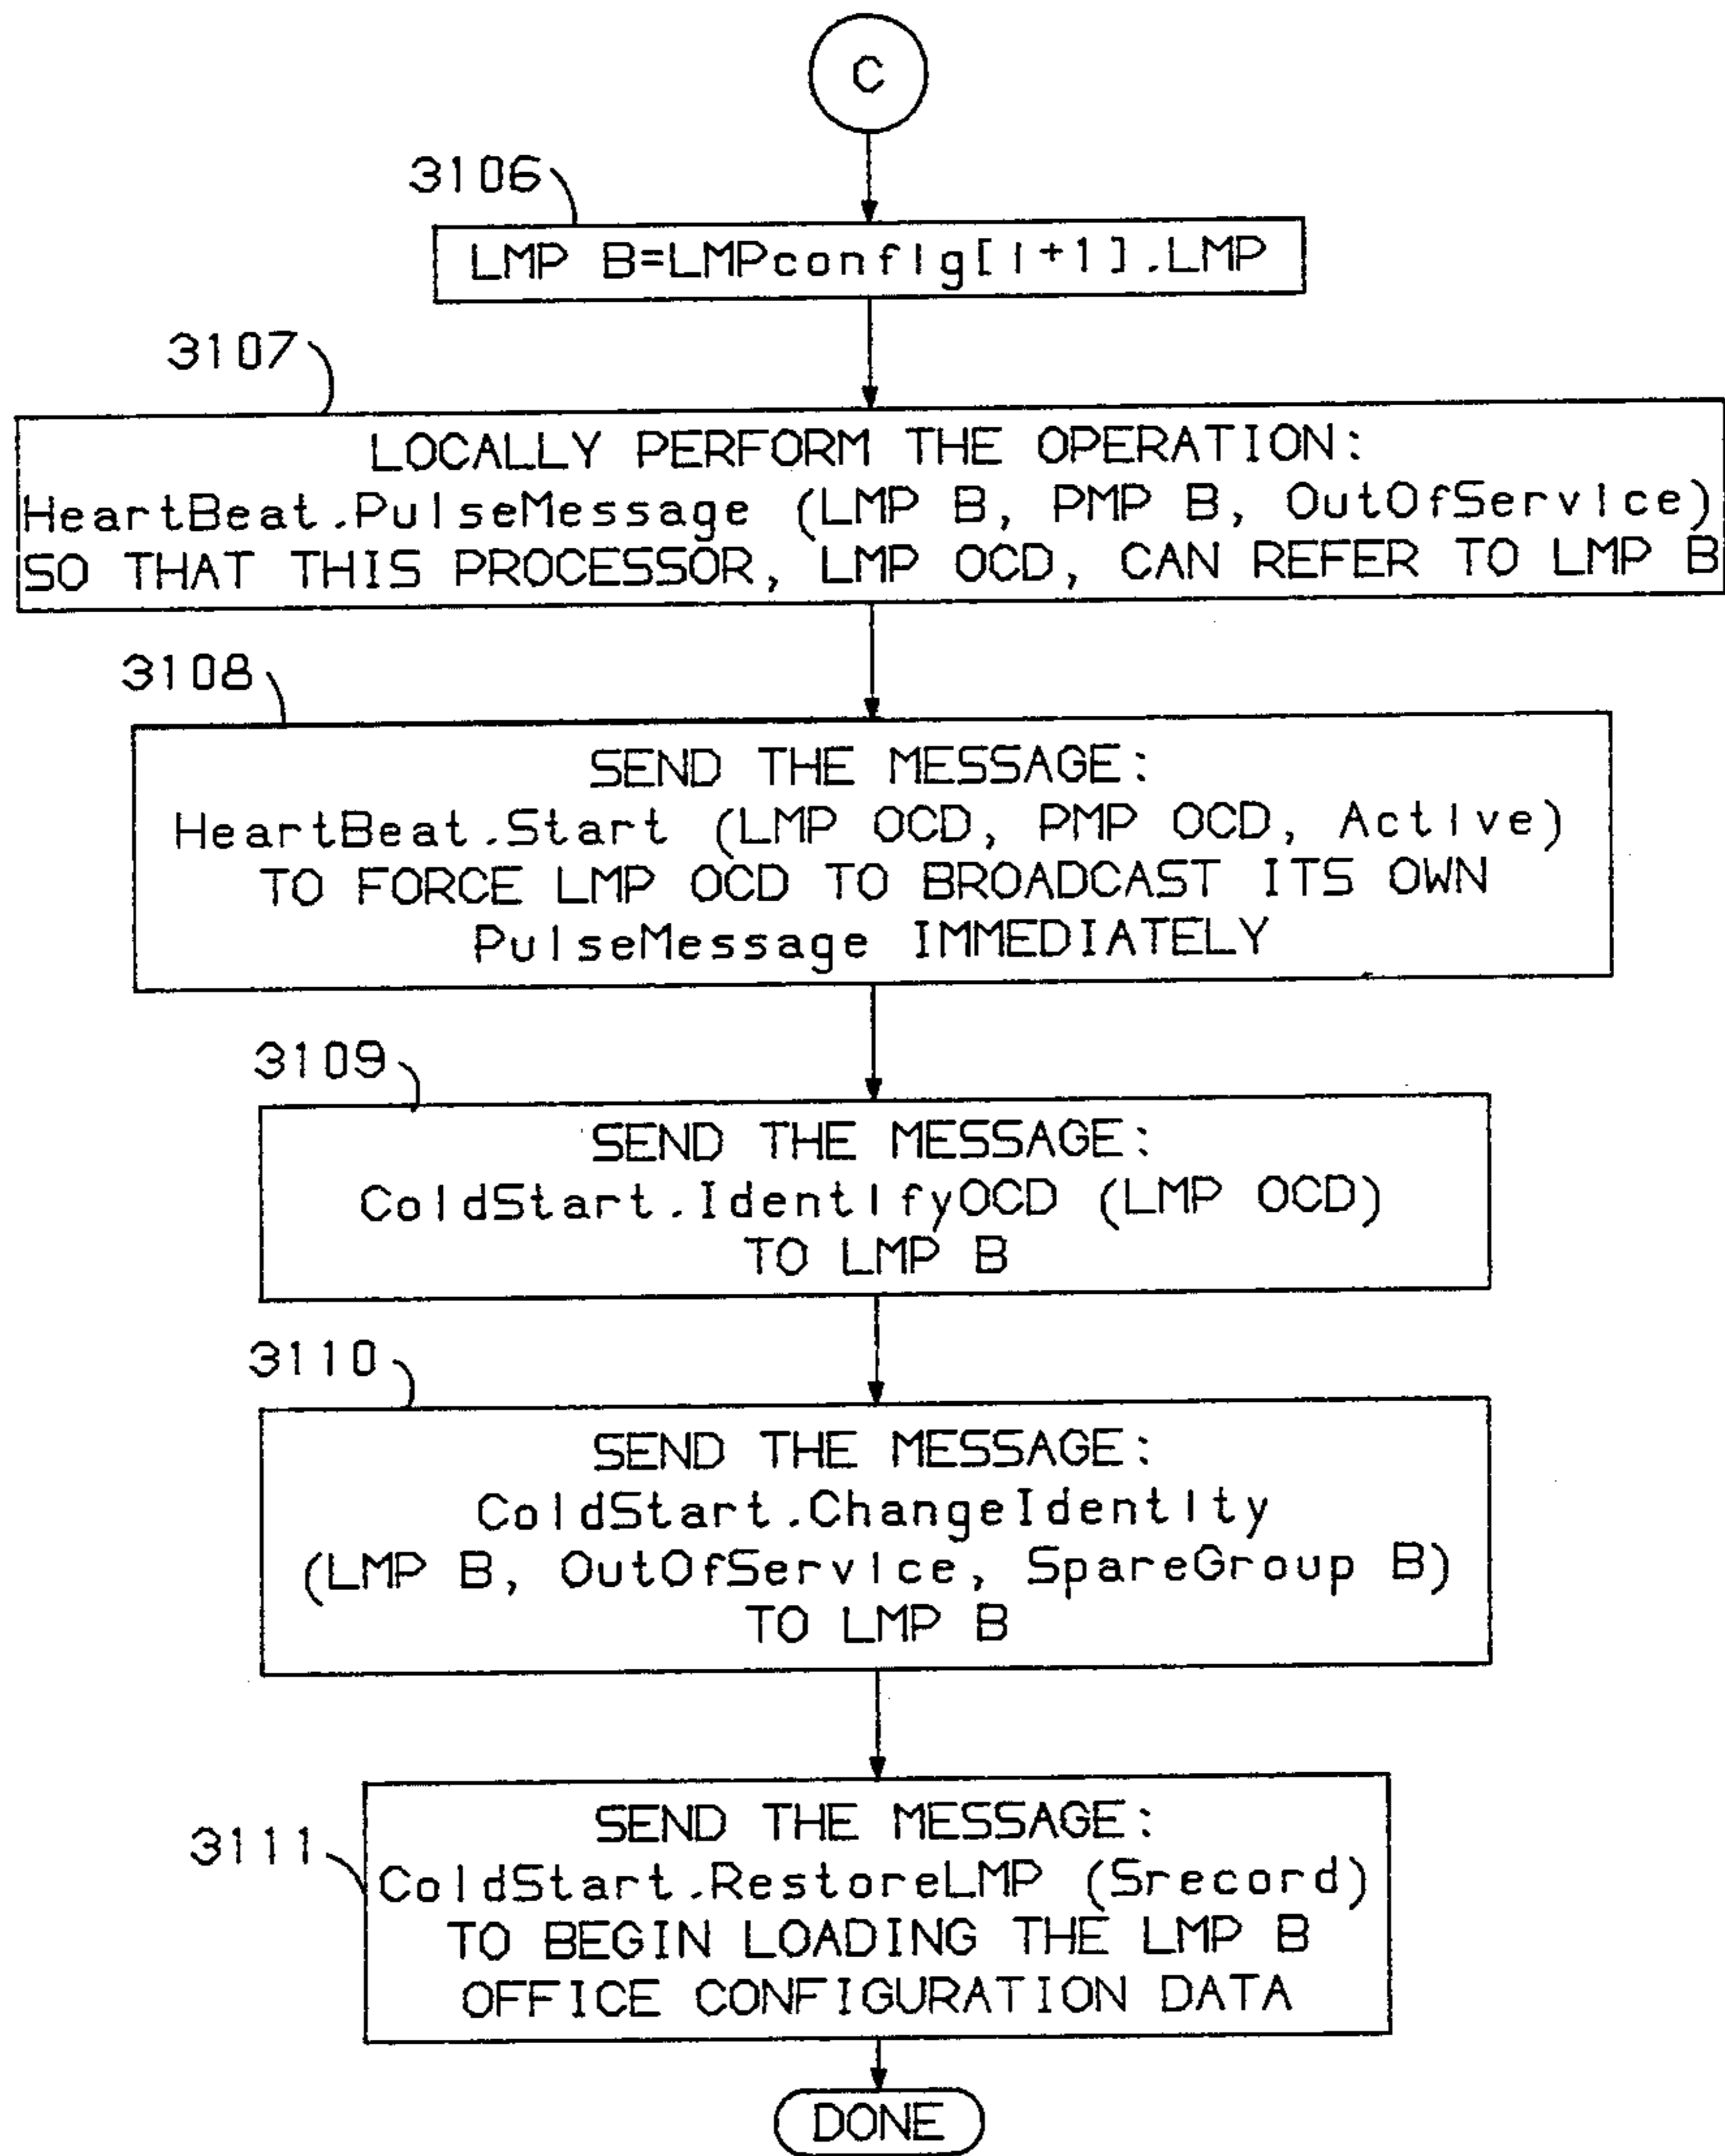 C
3106
LMP B=LMPconfig[i+1].LMP
3107
LOCALLY PERFORM THE OPERATION:
HeartBeat.PulseMessage (LMP B, PMP B, OutOfService)
SO THAT THIS PROCESSOR, LMP OCD, CAN REFER TO LMP B
3108
SEND THE MESSAGE:
HeartBeat.Start (LMP OCD, PMP OCD, Active)
TO FORCE LMP OCD TO BROADCAST ITS OWN
PulseMessage IMMEDIATELY
3109
SEND THE MESSAGE:
ColdStart.IdentifyOCD (LMP OCD)
TO LMP B
3110
SEND THE MESSAGE:
ColdStart.ChangeIdentity
(LMP B, OutOfService, SpareGroup B)
TO LMP B
3111
SEND THE MESSAGE:
ColdStart.RestoreLMP (Srecord)
TO BEGIN LOADING THE LMP B
OFFICE CONFIGURATION DATA
DONE